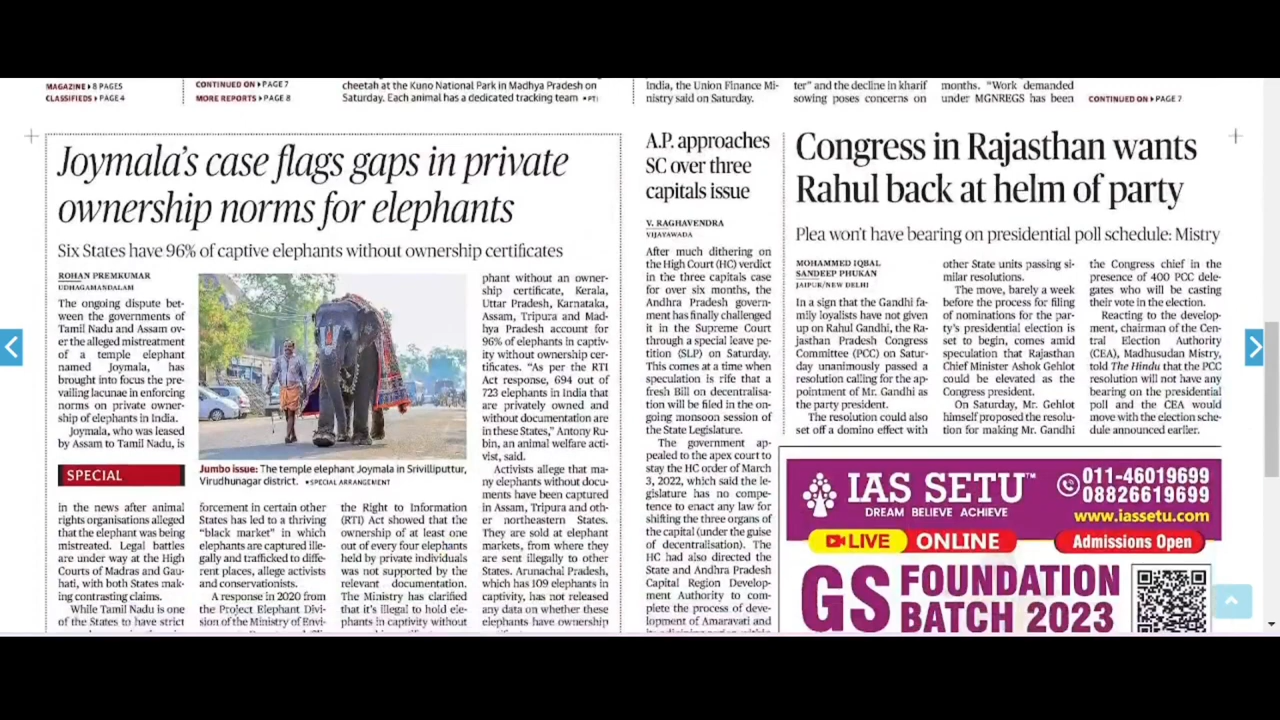 MAGAZINE ▸ 8 PAGES
CLASSIFIEDS ▸ PAGE 4
CONTINUED ON ▸ PAGE 7
MORE REPORTS ▸ PAGE 8
cheetah at the Kuno National Park in Madhya Pradesh on
Saturday. Each animal has a dedicated tracking team • PTI
India, the Union Finance Mi-
nistry said on Saturday.
ter" and the decline in kharif
sowing poses concerns on
months. "Work demanded
under MGNREGS has been
CONTINUED ON ▸ PAGE 7
Joymala's case flags gaps in private
ownership norms for elephants
Six States have 96% of captive elephants without ownership certificates
ROHAN PREMKUMAR
UDHAGAMANDALAM
The ongoing dispute bet-
ween the governments of
Tamil Nadu and Assam ov-
er the alleged mistreatment
of a temple elephant
named Joymala, has
brought into focus the pre-
vailing lacunae in enforcing
norms on private owner-
ship of elephants in India.
Joymala, who was leased
by Assam to Tamil Nadu, is
SPECIAL
in the news after animal
rights organisations alleged
that the elephant was being
mistreated. Legal battles
are under way at the High
Courts of Madras and Gau-
hati, with both States mak-
ing contrasting claims.
While Tamil Nadu is one
of the States to have strict
Jumbo issue: The temple elephant Joymala in Srivilliputtur,
Virudhunagar district. • SPECIAL ARRANGEMENT
forcement in certain other
States has led to a thriving
"black market" in which
elephants are captured ille-
gally and trafficked to diffe-
rent places, allege activists
and conservationists.
A response in 2020 from
the Project Elephant Divi-
sion of the Ministry of Envi-
the Right to Information
(RTI) Act showed that the
ownership of at least one
out of every four elephants
held by private individuals
was not supported by the
relevant documentation.
The Ministry has clarified
that it's illegal to hold ele-
phants in captivity without
phant without an owner-
ship certificate, Kerala,
Uttar Pradesh, Karnataka,
Assam, Tripura and Mad-
hya Pradesh account for
96% of elephants in captiv-
ity without ownership cer-
tificates. "As per the RTI
Act response, 694 out of
723 elephants in India that
are privately owned and
without documentation are
in these States," Antony Ru-
bin, an animal welfare acti-
vist, said.
Activists allege that ma-
ny elephants without docu-
ments have been captured
in Assam, Tripura and oth-
er northeastern States.
They are sold at elephant
markets, from where they
are sent illegally to other
States. Arunachal Pradesh,
which has 109 elephants in
captivity, has not released
any data on whether these
elephants have ownership
A.P. approaches
SC over three
capitals issue
V. RAGHAVENDRA
VIJAYAWADA
After much dithering on
the High Court (HC) verdict
in the three capitals case
for over six months, the
Andhra Pradesh govern-
ment has finally challenged
it in the Supreme Court
through a special leave pe-
tition (SLP) on Saturday.
This comes at a time when
speculation is rife that a
fresh Bill on decentralisa-
tion will be filed in the on-
going monsoon session of
the State Legislature.
The government ap-
pealed to the apex court to
stay the HC order of March
3, 2022, which said the le-
gislature has no compe-
tence to enact any law for
shifting the three organs of
the capital (under the guise
of decentralisation). The
HC had also directed the
State and Andhra Pradesh
Capital Region Develop-
ment Authority to com-
plete the process of deve-
lopment of Amaravati and
Congress in Rajasthan wants
Rahul back at helm of party
Plea won't have bearing on presidential poll schedule: Mistry
MOHAMMED IQBAL
SANDEEP PHUKAN
JAIPUR/NEW DELHI
In a sign that the Gandhi fa-
mily loyalists have not given
up on Rahul Gandhi, the Ra-
jasthan Pradesh Congress
Committee (PCC) on Satur-
day unanimously passed a
resolution calling for the ap-
pointment of Mr. Gandhi as
the party president.
The resolution could also
set off a domino effect with
other State units passing si-
milar resolutions.
The move, barely a week
before the process for filing
of nominations for the par-
ty's presidential election is
set to begin, comes amid
speculation that Rajasthan
Chief Minister Ashok Gehlot
could be elevated as the
Congress president.
On Saturday, Mr. Gehlot
himself proposed the resolu-
tion for making Mr. Gandhi
the Congress chief in the
presence of 400 PCC dele-
gates who will be casting
their vote in the election.
Reacting to the develop-
ment, chairman of the Cen-
tral Election Authority
(CEA), Madhusudan Mistry,
told The Hindu that the PCC
resolution will not have any
bearing on the presidential
poll and the CEA would
move with the election sche-
dule announced earlier.
IAS SETU™
DREAM BELIEVE ACHIEVE
011-46019699
08826619699
www.iassetu.com
LIVE ONLINE
Admissions Open
GS FOUNDATION
BATCH 2023